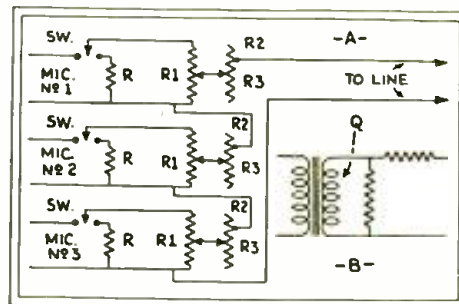 SW.
MIC.
Nº 1
R
R1
R2
R3
-A-
TO LINE
SW.
MIC.
Nº 2
R
R1
R2
R3
SW.
MIC.
Nº 3
R
R1
R2
R3
Q
-B-